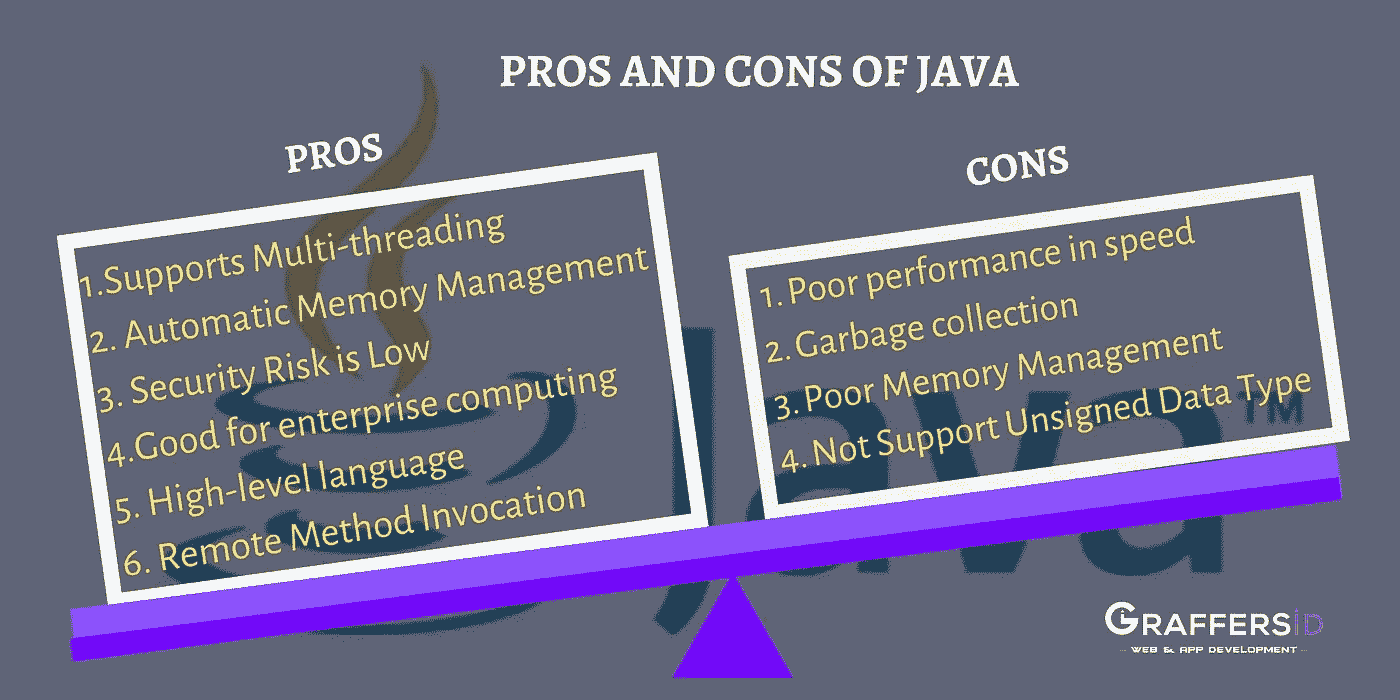 PROS AND CONS OF JAVA
PROS
1.Supports Multi-threading
2. Automatic Memory Management
3. Security Risk is Low
4.Good for enterprise computing
5. High-level language
6. Remote Method Invocation
CONS
1. Poor performance in speed
2. Garbage collection
3. Poor Memory Management
4. Not Support Unsigned Data Type
Java™
GRAFFERSID
WEB & APP DEVELOPMENT